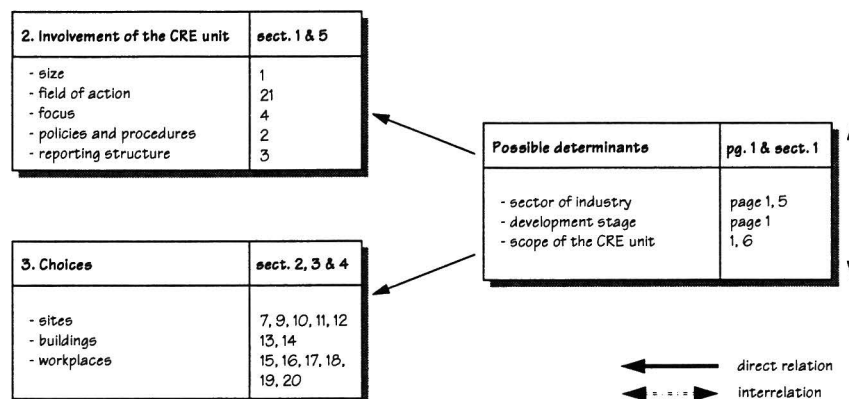 2. Involvement of the CRE unit sect. 1 & 5
- size 1
- field of action 21
- focus 4
- policies and procedures 2
- reporting structure 3
Possible determinants pg. 1 & sect. 1
- sector of industry page 1, 5
- development stage page 1
- scope of the CRE unit 1, 6
3. Choices sect. 2, 3 & 4
- sites 7, 9, 10, 11, 12
- buildings 13, 14
- workplaces 15, 16, 17, 18,
19, 20
direct relation
interrelation